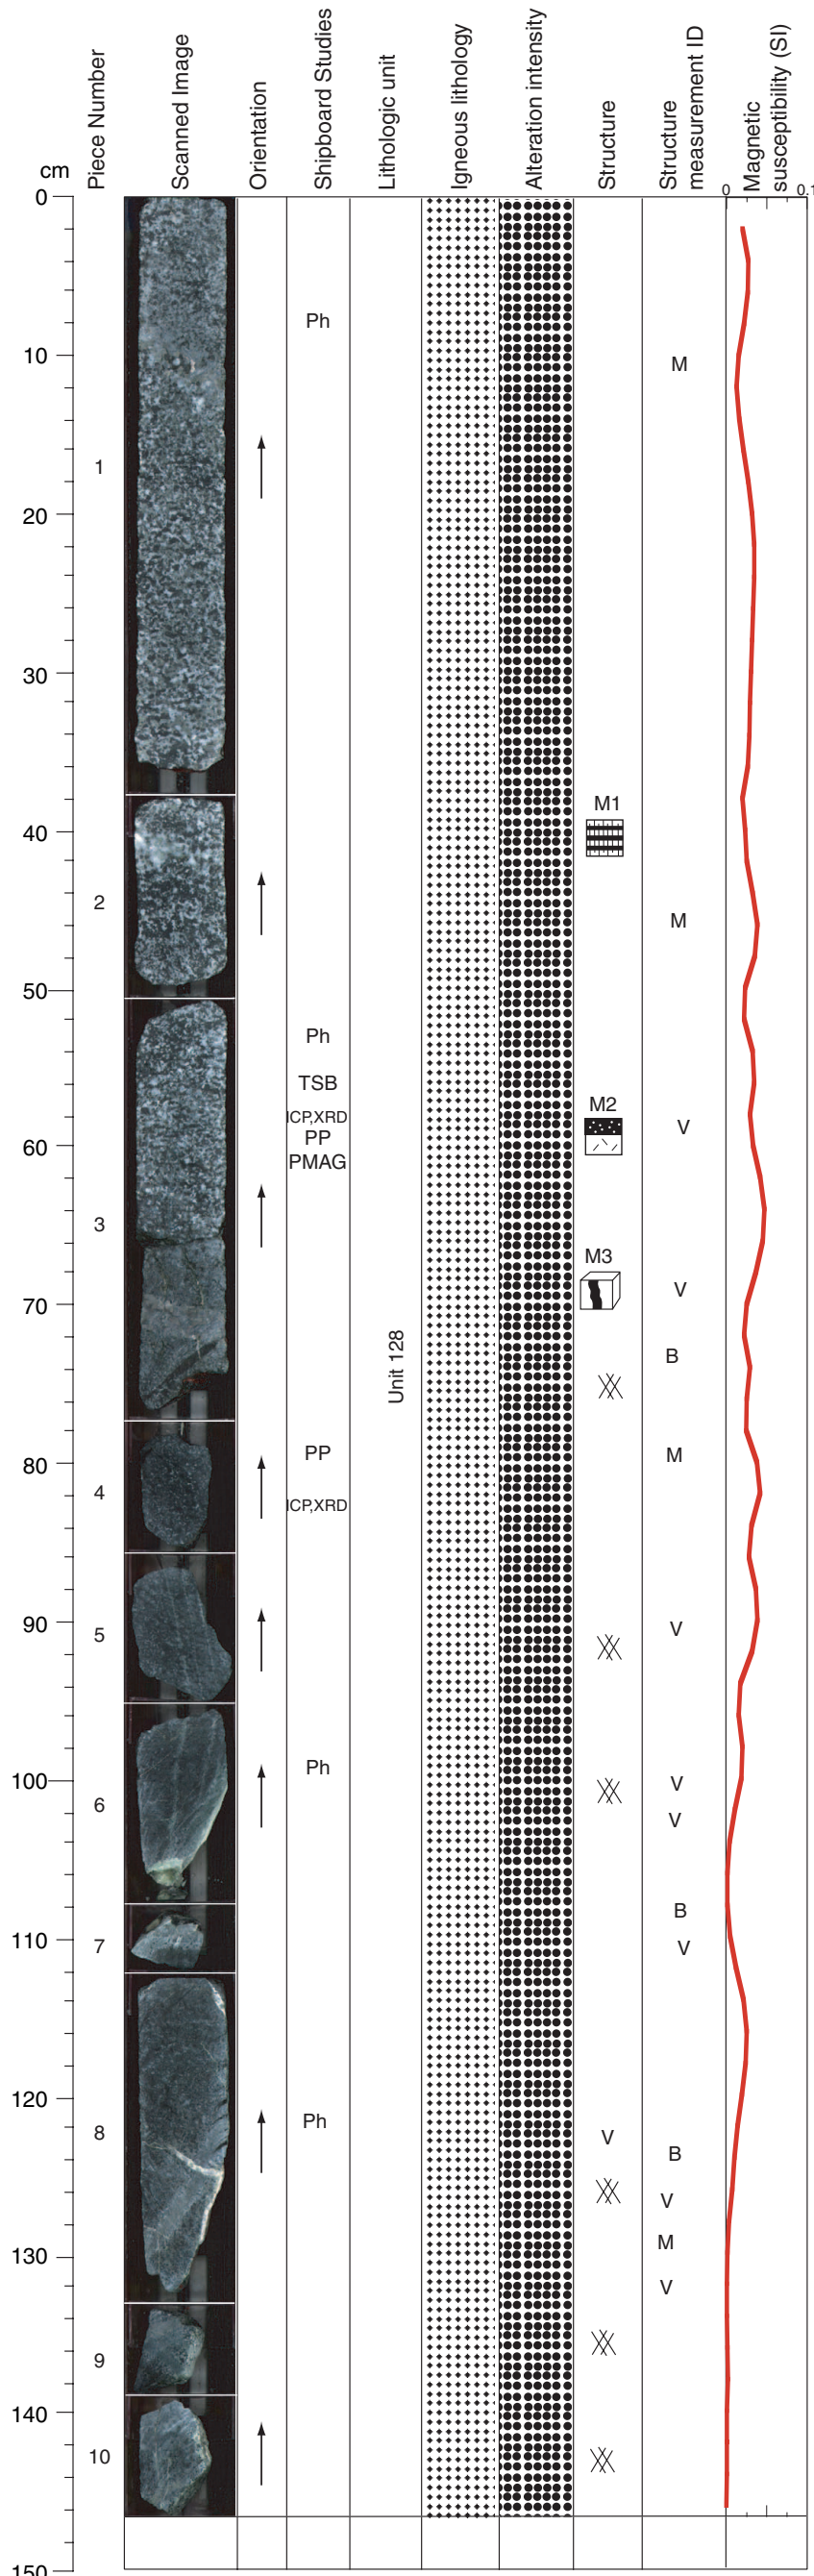 cm
Piece Number
Scanned Image
Orientation
Shipboard Studies
Lithologic unit
Igneous lithology
Alteration intensity
Structure
Structure
measurement ID
Magnetic
susceptibility (SI)
0 0.1
0
Ph
10 M
1
20
30
M1
40
2 M
50
Ph
TSB
M2
ICP,XRD V
PP
60
PMAG
3
M3
V
70
Unit 128
B
PP M
80
4 ICP,XRD
90 V
5
Ph
100 V
6 V
B
110 7 V
120
8 Ph V
B
V
M
130
V
9
140
10
150